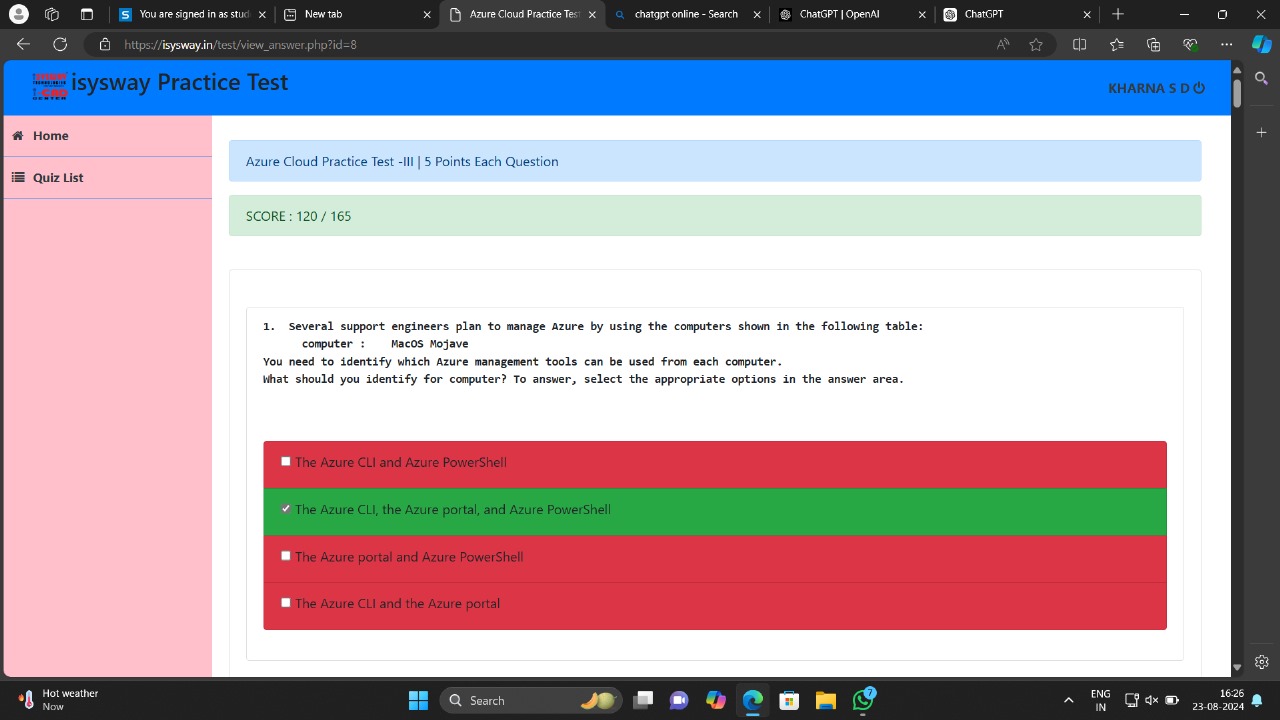 You are signed in as stud
New tab
Azure Cloud Practice Test
chatgpt online - Search
ChatGPT | OpenAI
ChatGPT
https://isysway.in/test/view_answer.php?id=8
isysway Practice Test
KHARNA S D
Home
Quiz List
Azure Cloud Practice Test -III | 5 Points Each Question
SCORE : 120 / 165
1. Several support engineers plan to manage Azure by using the computers shown in the following table:
computer : MacOS Mojave
You need to identify which Azure management tools can be used from each computer.
What should you identify for computer? To answer, select the appropriate options in the answer area.
The Azure CLI and Azure PowerShell
The Azure CLI, the Azure portal, and Azure PowerShell
The Azure portal and Azure PowerShell
The Azure CLI and the Azure portal
Hot weather
Now
Search
7
ENG
IN
16:26
23-08-2024